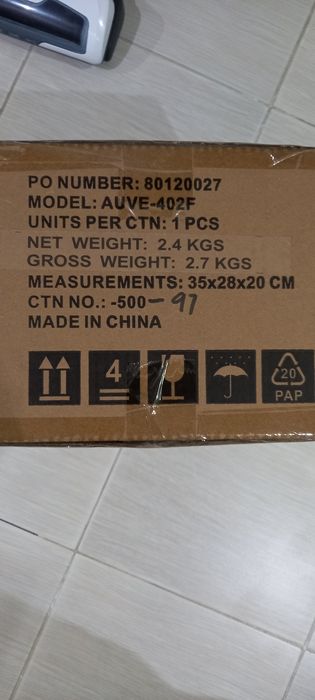 PO NUMBER: 80120027
MODEL: AUVE-402F
UNITS PER CTN: 1 PCS
NET WEIGHT: 2.4 KGS
GROSS WEIGHT: 2.7 KGS
MEASUREMENTS: 35x28x20 CM
CTN NO.: -500-97
MADE IN CHINA
4
20
PAP